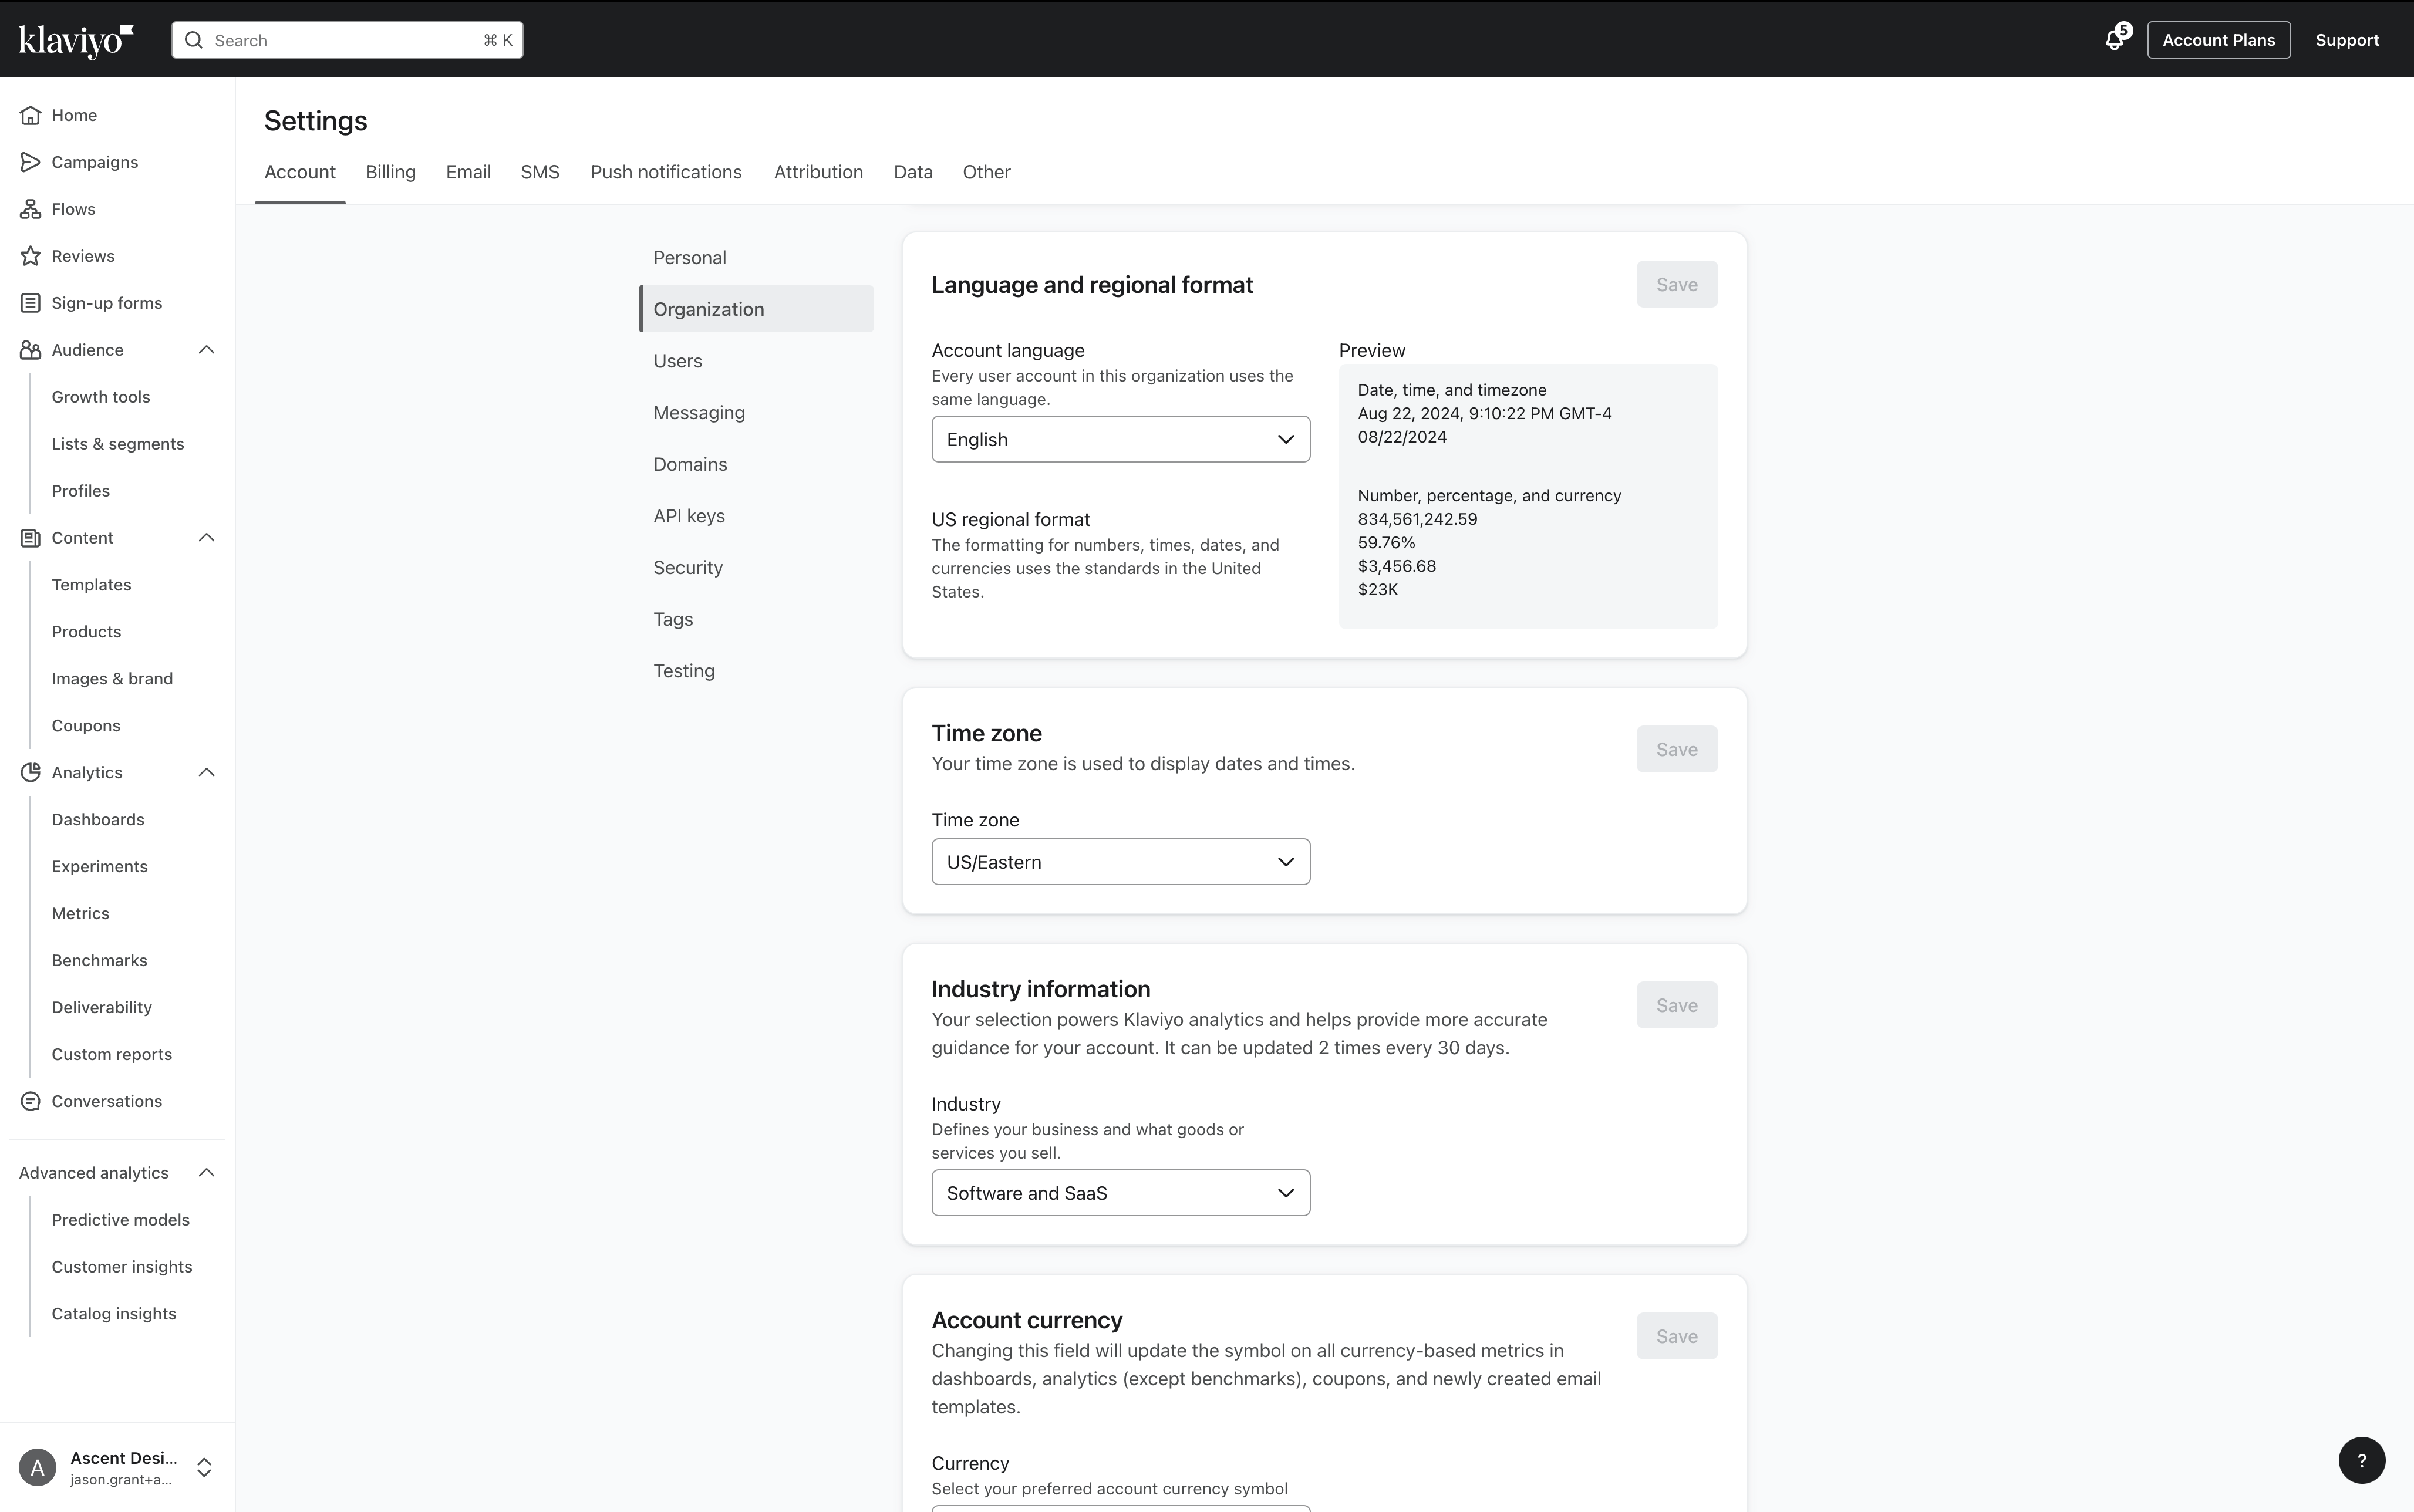 klaviyo
Search
⌘ K
5
Account Plans
Support
Home
Campaigns
Flows
Reviews
Sign-up forms
Audience
Growth tools
Lists & segments
Profiles
Content
Templates
Products
Images & brand
Coupons
Analytics
Dashboards
Experiments
Metrics
Benchmarks
Deliverability
Custom reports
Conversations
Advanced analytics
Predictive models
Customer insights
Catalog insights
A
Ascent Desi...
jason.grant+a...
Settings
Account
Billing
Email
SMS
Push notifications
Attribution
Data
Other
Personal
Organization
Users
Messaging
Domains
API keys
Security
Tags
Testing
Language and regional format
Save
Account language
Every user account in this organization uses the
same language.
English
US regional format
The formatting for numbers, times, dates, and
currencies uses the standards in the United
States.
Preview
Date, time, and timezone
Aug 22, 2024, 9:10:22 PM GMT-4
08/22/2024
Number, percentage, and currency
834,561,242.59
59.76%
$3,456.68
$23K
Time zone
Your time zone is used to display dates and times.
Save
Time zone
US/Eastern
Industry information
Your selection powers Klaviyo analytics and helps provide more accurate
guidance for your account. It can be updated 2 times every 30 days.
Save
Industry
Defines your business and what goods or
services you sell.
Software and SaaS
Account currency
Changing this field will update the symbol on all currency-based metrics in
dashboards, analytics (except benchmarks), coupons, and newly created email
templates.
Save
Currency
Select your preferred account currency symbol
?